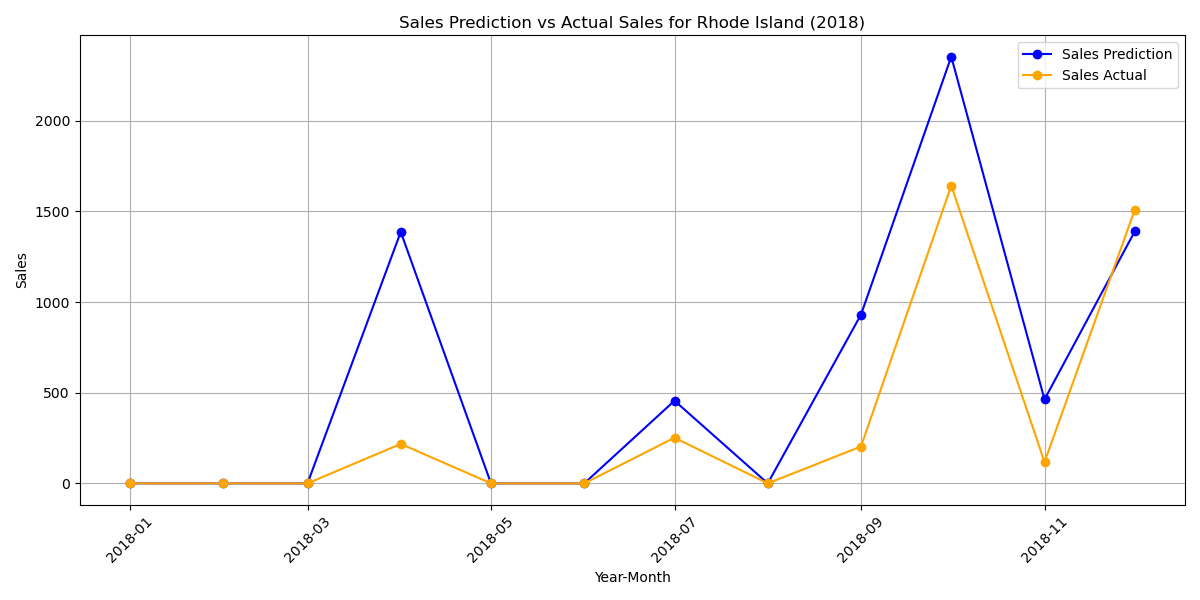 Sales Prediction vs Actual Sales for Rhode Island (2018)
Sales Prediction
Sales Actual
Sales
2000
1500
1000
500
0
2018-01
2018-03
2018-05
2018-07
2018-09
2018-11
Year-Month